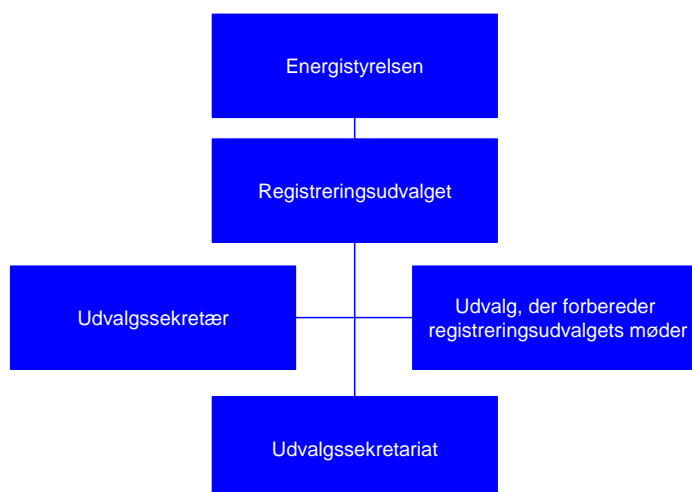 Energistyrelsen
Registreringsudvalget
Udvalgssekretær
Udvalg, der forbereder
registreringsudvalgets møder
Udvalgssekretariat